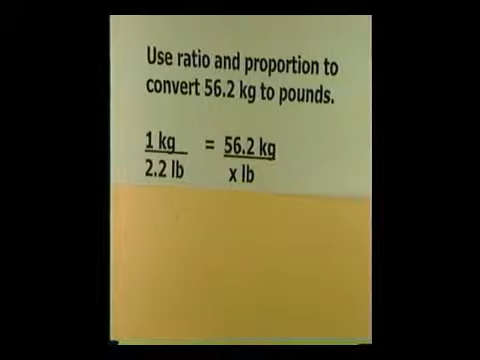 Use ratio and proportion to
convert 56.2 kg to pounds.
1 kg = 56.2 kg
2.2 lb x lb